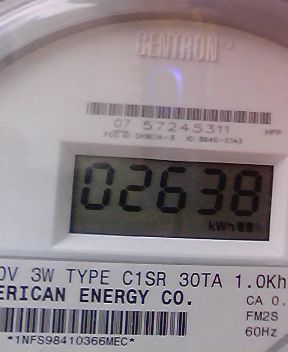 CENTRON
07 57245311
HPP
02638
kWh
0V 3W TYPE C1SR 30TA 1.0Kh
ERICAN ENERGY CO.
CA 0.
FM2S
60Hz
*1NFS98410366MEC*